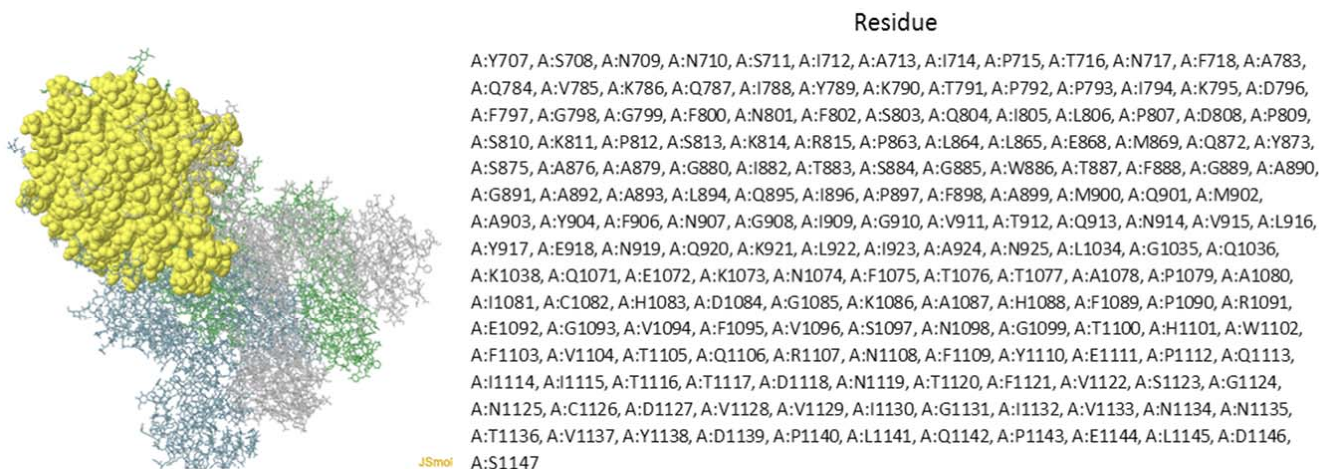 Residue
A:Y707, A:S708, A:N709, A:N710, A:S711, A:I712, A:A713, A:I714, A:P715, A:T716, A:N717, A:F718, A:A783,
A:Q784, A:V785, A:K786, A:Q787, A:I788, A:Y789, A:K790, A:T791, A:P792, A:P793, A:I794, A:K795, A:D796,
A:F797, A:G798, A:G799, A:F800, A:N801, A:F802, A:S803, A:Q804, A:I805, A:L806, A:P807, A:D808, A:P809,
A:S810, A:K811, A:P812, A:S813, A:K814, A:R815, A:P863, A:L864, A:L865, A:E868, A:M869, A:Q872, A:Y873,
A:S875, A:A876, A:A879, A:G880, A:I882, A:T883, A:S884, A:G885, A:W886, A:T887, A:F888, A:G889, A:A890,
A:G891, A:A892, A:A893, A:L894, A:Q895, A:I896, A:P897, A:F898, A:A899, A:M900, A:Q901, A:M902,
A:A903, A:Y904, A:F906, A:N907, A:G908, A:I909, A:G910, A:V911, A:T912, A:Q913, A:N914, A:V915, A:L916,
A:Y917, A:E918, A:N919, A:Q920, A:K921, A:L922, A:I923, A:A924, A:N925, A:L1034, A:G1035, A:Q1036,
A:K1038, A:Q1071, A:E1072, A:K1073, A:N1074, A:F1075, A:T1076, A:T1077, A:A1078, A:P1079, A:A1080,
A:I1081, A:C1082, A:H1083, A:D1084, A:G1085, A:K1086, A:A1087, A:H1088, A:F1089, A:P1090, A:R1091,
A:E1092, A:G1093, A:V1094, A:F1095, A:V1096, A:S1097, A:N1098, A:G1099, A:T1100, A:H1101, A:W1102,
A:F1103, A:V1104, A:T1105, A:Q1106, A:R1107, A:N1108, A:F1109, A:Y1110, A:E1111, A:P1112, A:Q1113,
A:I1114, A:I1115, A:T1116, A:T1117, A:D1118, A:N1119, A:T1120, A:F1121, A:V1122, A:S1123, A:G1124,
A:N1125, A:C1126, A:D1127, A:V1128, A:V1129, A:I1130, A:G1131, A:I1132, A:V1133, A:N1134, A:N1135,
A:T1136, A:V1137, A:Y1138, A:D1139, A:P1140, A:L1141, A:Q1142, A:P1143, A:E1144, A:L1145, A:D1146,
A:S1147
JSmol